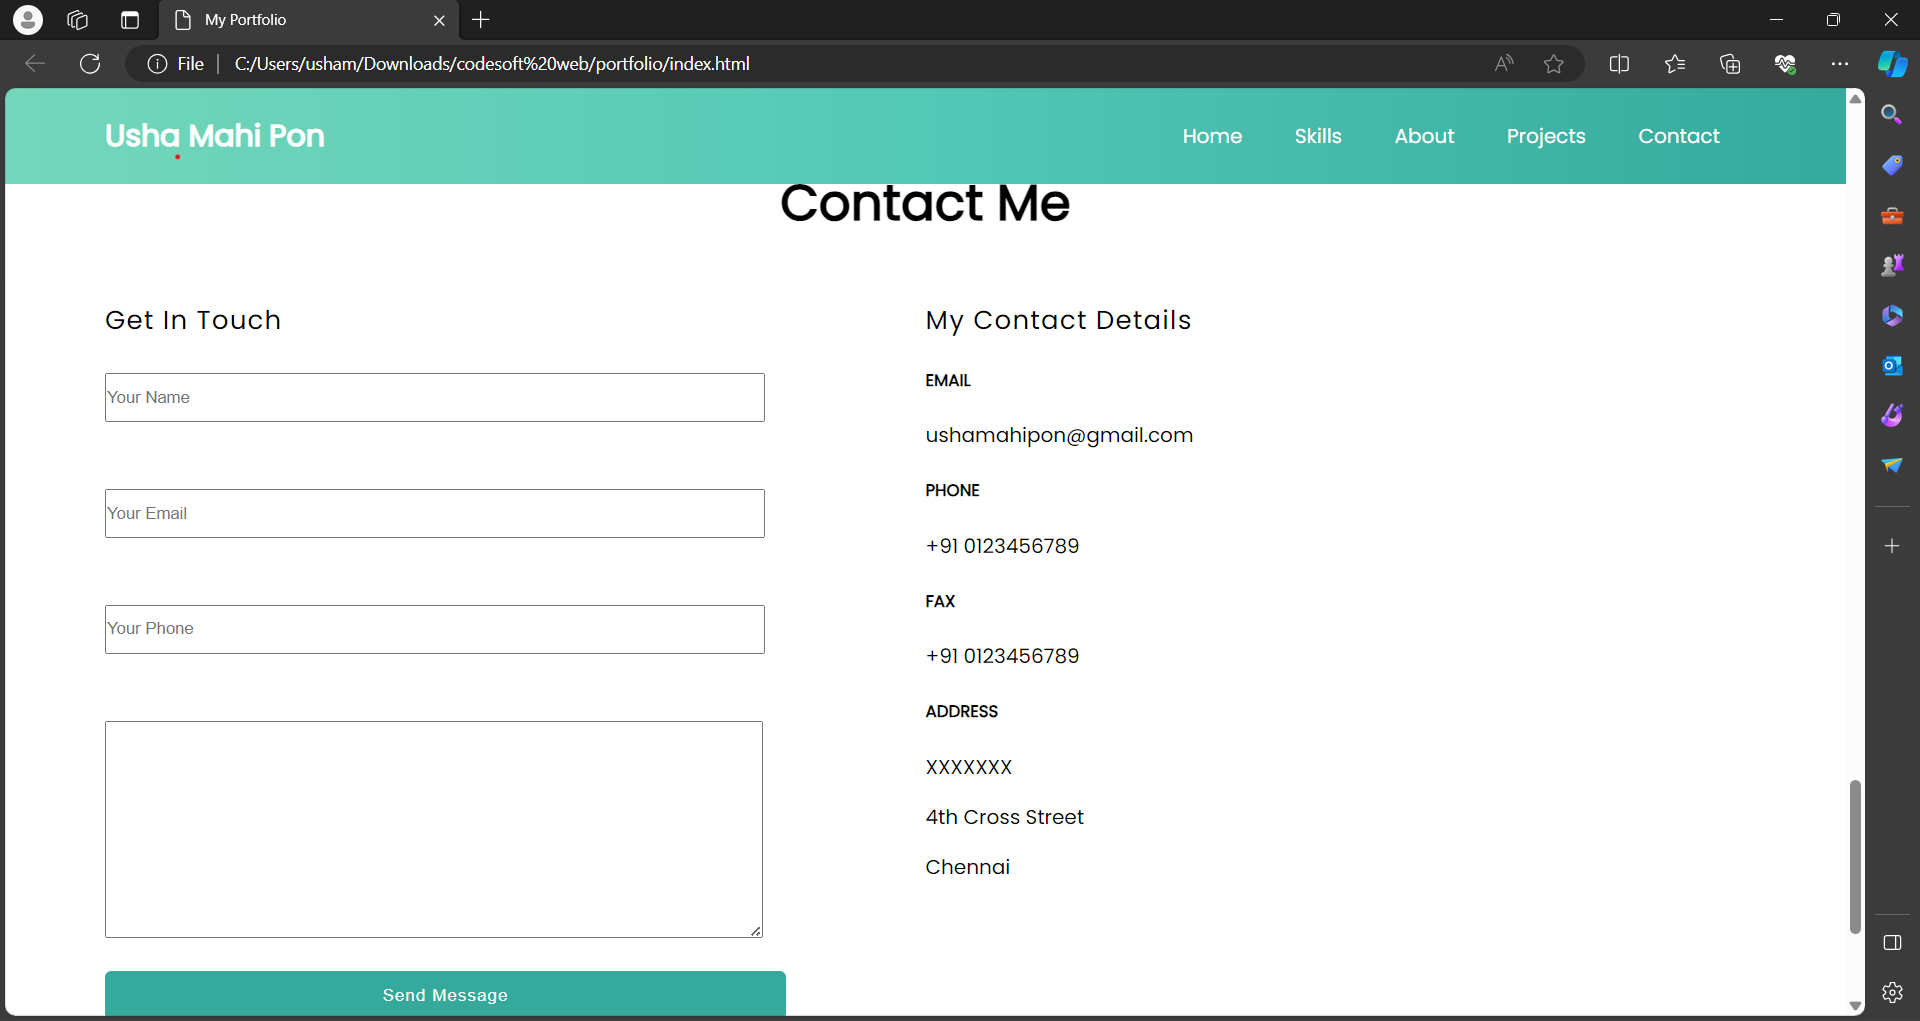 My Portfolio
File C:/Users/usham/Downloads/codesoft%20web/portfolio/index.html
Usha Mahi Pon
Home Skills About Projects Contact
Contact Me
Get In Touch
Your Name
Your Email
Your Phone
Send Message
My Contact Details
EMAIL
ushamahipon@gmail.com
PHONE
+91 0123456789
FAX
+91 0123456789
ADDRESS
XXXXXXX
4th Cross Street
Chennai